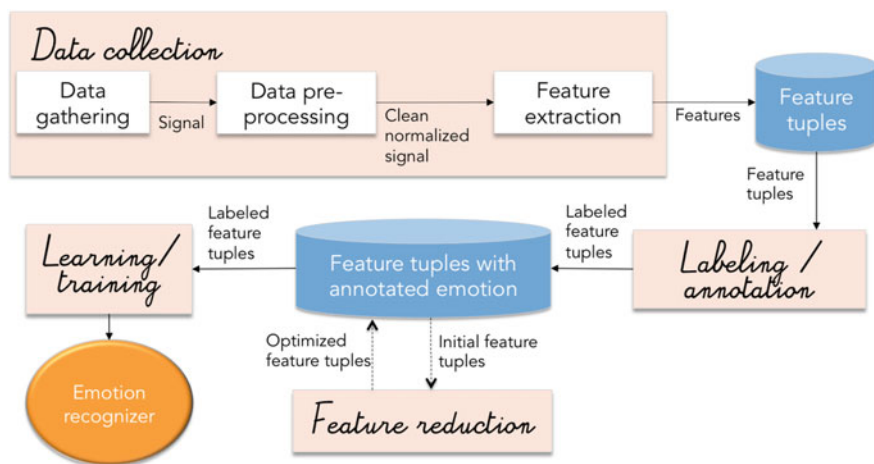 Data collection
Data
gathering
Signal
Data pre-
processing
Clean
normalized
signal
Feature
extraction
Features
Feature
tuples
Feature
tuples
Labeling /
annotation
Labeled
feature
tuples
Feature tuples with
annotated emotion
Labeled
feature
tuples
Learning/
training
Optimized
feature tuples
Initial feature
tuples
Feature reduction
Emotion
recognizer